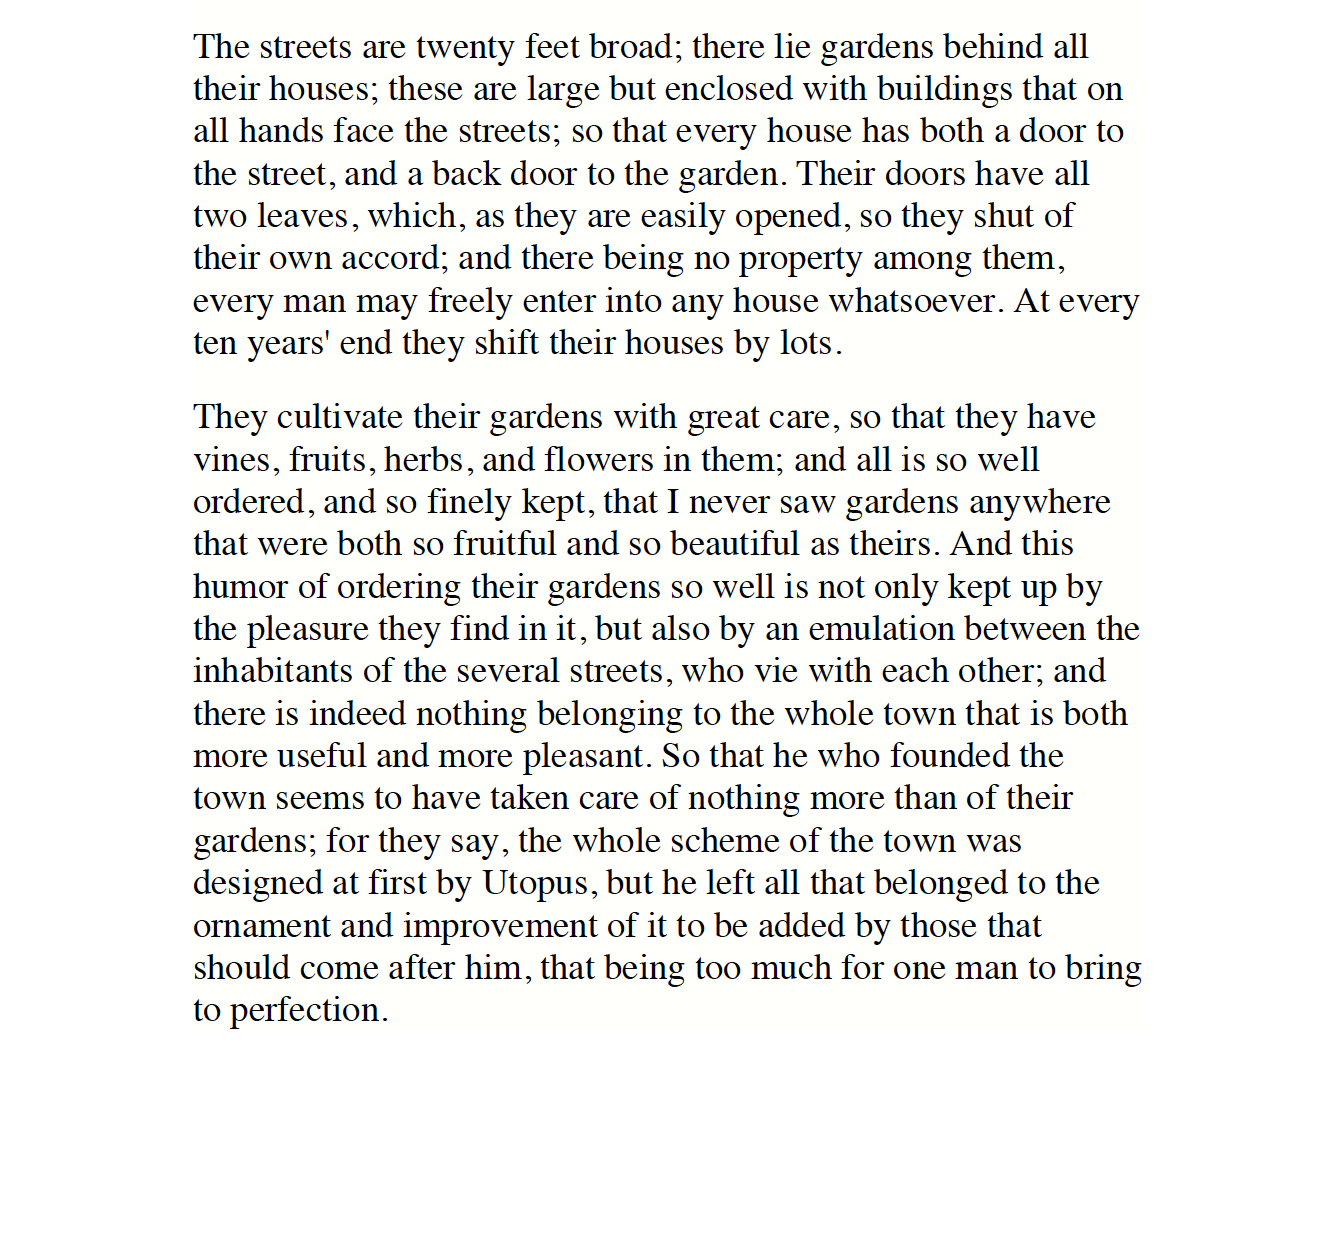 The streets are twenty feet broad; there lie gardens behind all
their houses; these are large but enclosed with buildings that on
all hands face the streets; so that every house has both a door to
the street, and a back door to the garden. Their doors have all
two leaves, which, as they are easily opened, so they shut of
their own accord; and there being no property among them,
every man may freely enter into any house whatsoever. At every
ten years' end they shift their houses by lots.
They cultivate their gardens with great care, so that they have
vines, fruits, herbs, and flowers in them; and all is so well
ordered, and so finely kept, that I never saw gardens anywhere
that were both so fruitful and so beautiful as theirs. And this
humor of ordering their gardens so well is not only kept up by
the pleasure they find in it, but also by an emulation between the
inhabitants of the several streets, who vie with each other; and
there is indeed nothing belonging to the whole town that is both
more useful and more pleasant. So that he who founded the
town seems to have taken care of nothing more than of their
gardens; for they say, the whole scheme of the town was
designed at first by Utopus, but he left all that belonged to the
ornament and improvement of it to be added by those that
should come after him, that being too much for one man to bring
to perfection.